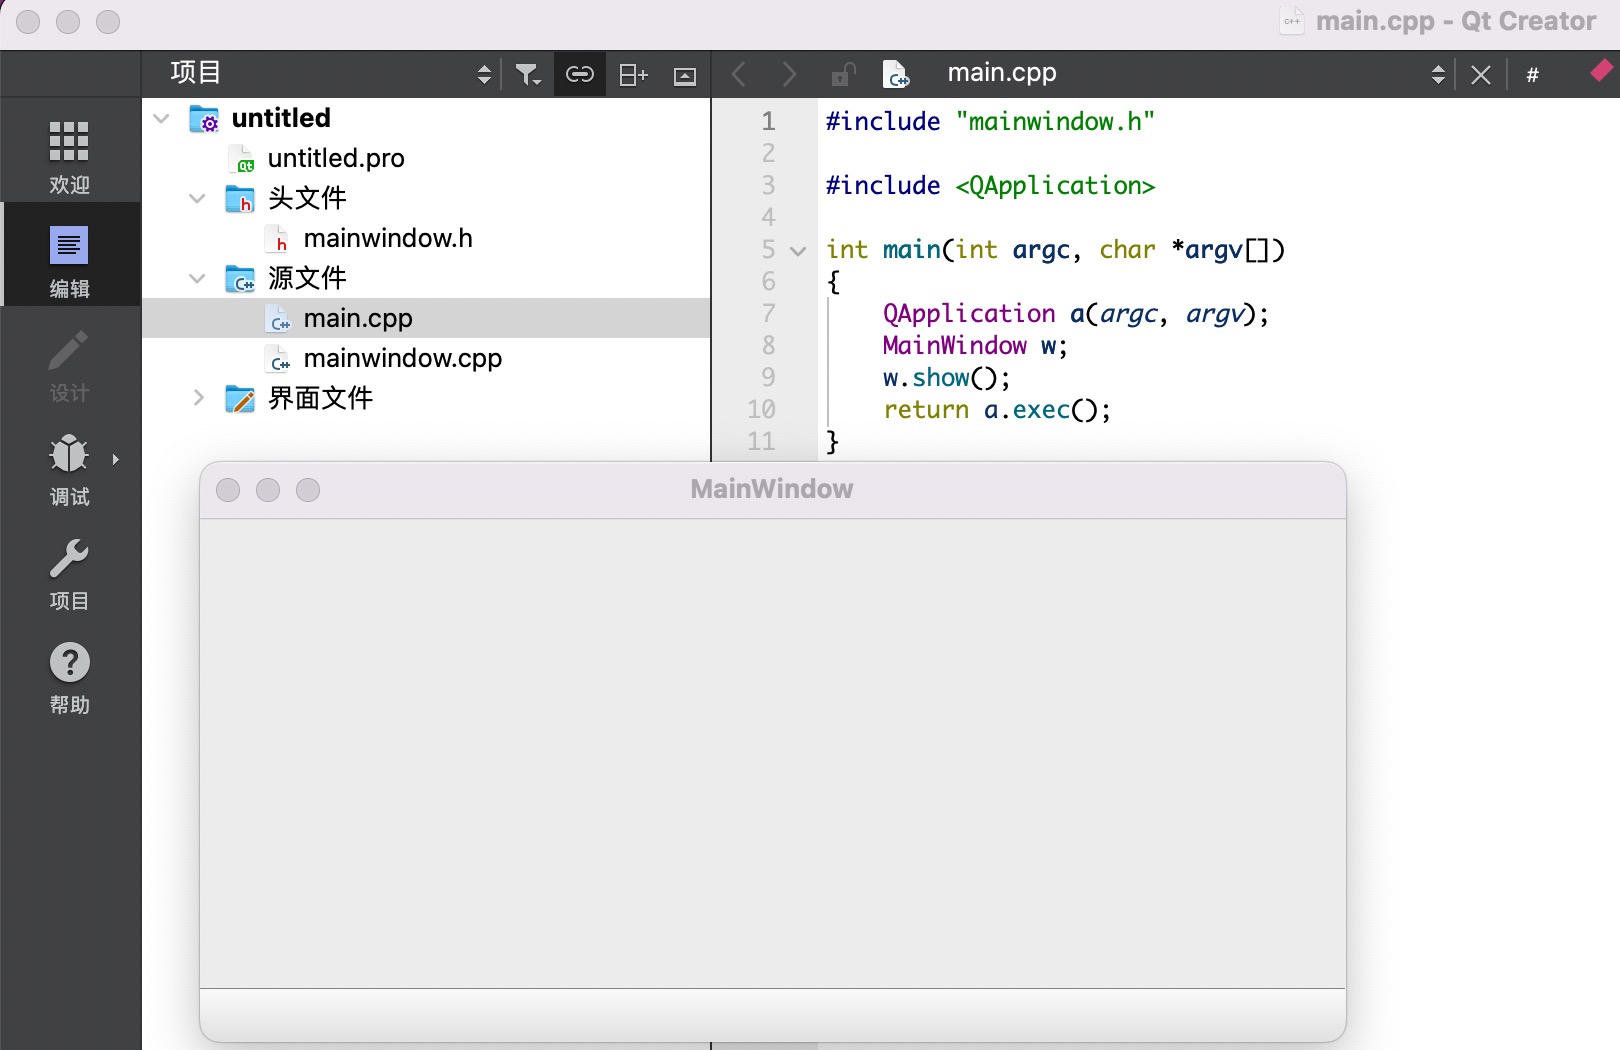 main.cpp - Qt Creator
项目
main.cpp
#
欢迎
编辑
设计
调试
项目
帮助
untitled
untitled.pro
头文件
mainwindow.h
源文件
main.cpp
mainwindow.cpp
界面文件
1 #include "mainwindow.h"
2
3 #include <QApplication>
4
5 int main(int argc, char *argv[])
6 {
7 QApplication a(argc, argv);
8 MainWindow w;
9 w.show();
10 return a.exec();
11 }
MainWindow